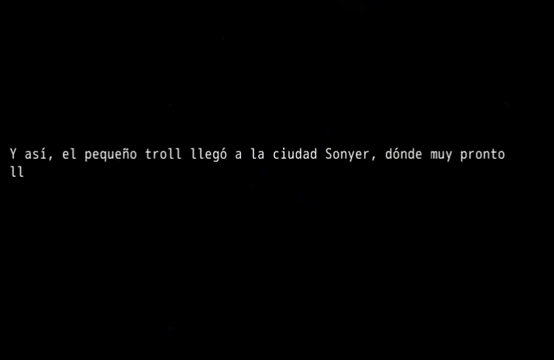 Y así, el pequeño troll llegó a la ciudad Sonyer, dónde muy pronto
ll